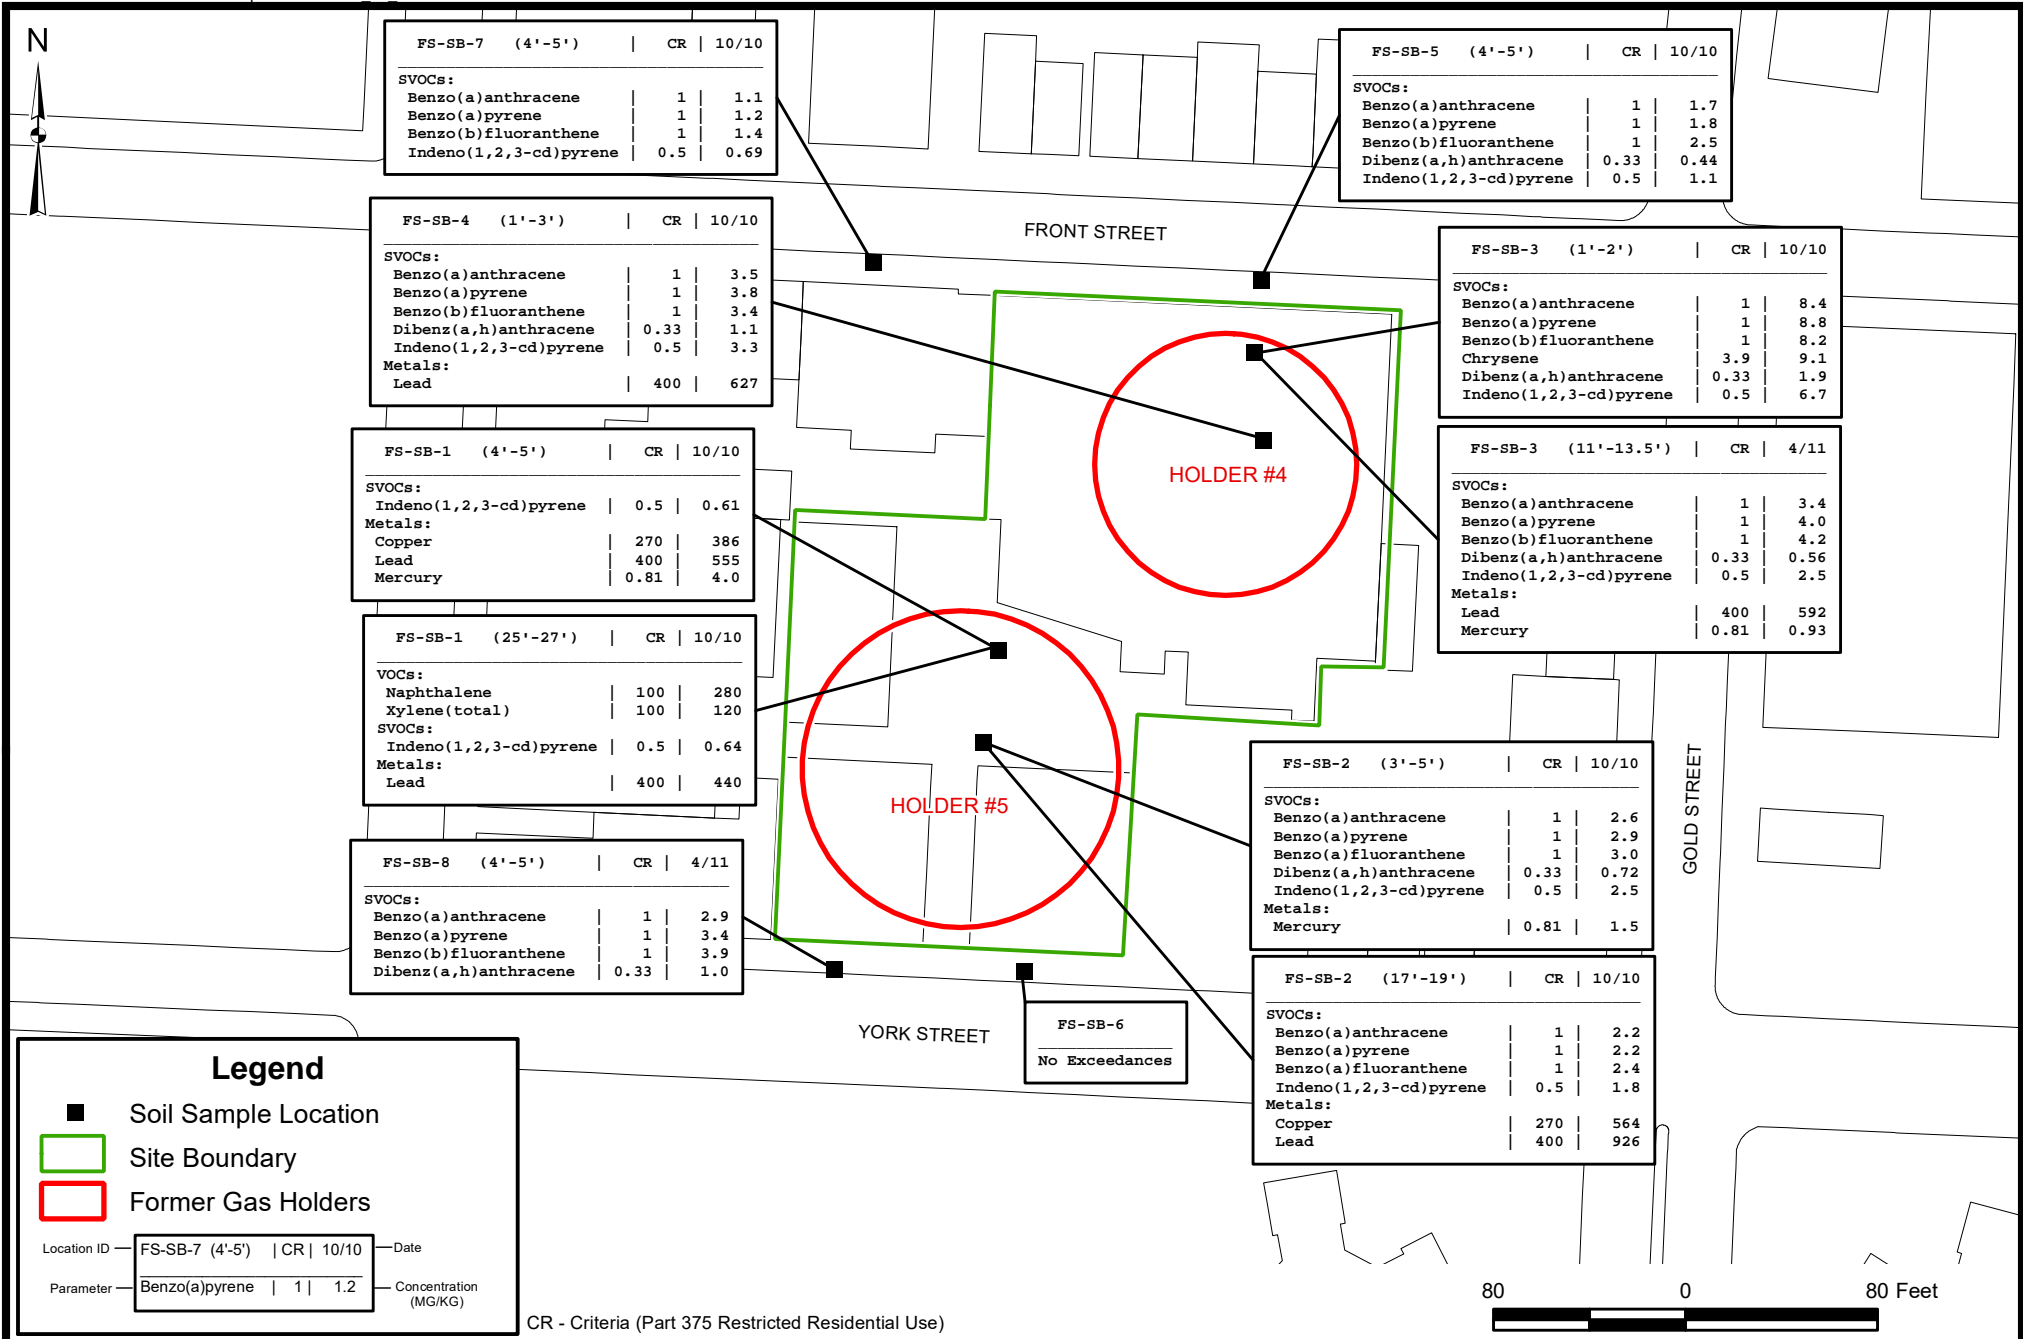 N
FS-SB-7 (4'-5') | CR | 10/10
SVOCs:
Benzo(a)anthracene | 1 | 1.1
Benzo(a)pyrene | 1 | 1.2
Benzo(b)fluoranthene | 1 | 1.4
Indeno(1,2,3-cd)pyrene | 0.5 | 0.69
FS-SB-5 (4'-5') | CR | 10/10
SVOCs:
Benzo(a)anthracene | 1 | 1.7
Benzo(a)pyrene | 1 | 1.8
Benzo(b)fluoranthene | 1 | 2.5
Dibenz(a,h)anthracene | 0.33 | 0.44
Indeno(1,2,3-cd)pyrene | 0.5 | 1.1
FS-SB-4 (1'-3') | CR | 10/10
SVOCs:
Benzo(a)anthracene | 1 | 3.5
Benzo(a)pyrene | 1 | 3.8
Benzo(b)fluoranthene | 1 | 3.4
Dibenz(a,h)anthracene | 0.33 | 1.1
Indeno(1,2,3-cd)pyrene | 0.5 | 3.3
Metals:
Lead | 400 | 627
FRONT STREET
FS-SB-3 (1'-2') | CR | 10/10
SVOCs:
Benzo(a)anthracene | 1 | 8.4
Benzo(a)pyrene | 1 | 8.8
Benzo(b)fluoranthene | 1 | 8.2
Chrysene | 3.9 | 9.1
Dibenz(a,h)anthracene | 0.33 | 1.9
Indeno(1,2,3-cd)pyrene | 0.5 | 6.7
FS-SB-1 (4'-5') | CR | 10/10
SVOCs:
Indeno(1,2,3-cd)pyrene | 0.5 | 0.61
Metals:
Copper | 270 | 386
Lead | 400 | 555
Mercury | 0.81 | 4.0
HOLDER #4
FS-SB-3 (11'-13.5') | CR | 4/11
SVOCs:
Benzo(a)anthracene | 1 | 3.4
Benzo(a)pyrene | 1 | 4.0
Benzo(b)fluoranthene | 1 | 4.2
Dibenz(a,h)anthracene | 0.33 | 0.56
Indeno(1,2,3-cd)pyrene | 0.5 | 2.5
Metals:
Lead | 400 | 592
Mercury | 0.81 | 0.93
FS-SB-1 (25'-27') | CR | 10/10
VOCs:
Naphthalene | 100 | 280
Xylene(total) | 100 | 120
SVOCs:
Indeno(1,2,3-cd)pyrene | 0.5 | 0.64
Metals:
Lead | 400 | 440
HOLDER #5
FS-SB-2 (3'-5') | CR | 10/10
SVOCs:
Benzo(a)anthracene | 1 | 2.6
Benzo(a)pyrene | 1 | 2.9
Benzo(a)fluoranthene | 1 | 3.0
Dibenz(a,h)anthracene | 0.33 | 0.72
Indeno(1,2,3-cd)pyrene | 0.5 | 2.5
Metals:
Mercury | 0.81 | 1.5
GOLD STREET
FS-SB-8 (4'-5') | CR | 4/11
SVOCs:
Benzo(a)anthracene | 1 | 2.9
Benzo(a)pyrene | 1 | 3.4
Benzo(b)fluoranthene | 1 | 3.9
Dibenz(a,h)anthracene | 0.33 | 1.0
FS-SB-2 (17'-19') | CR | 10/10
SVOCs:
Benzo(a)anthracene | 1 | 2.2
Benzo(a)pyrene | 1 | 2.2
Benzo(a)fluoranthene | 1 | 2.4
Indeno(1,2,3-cd)pyrene | 0.5 | 1.8
Metals:
Copper | 270 | 564
Lead | 400 | 926
YORK STREET
FS-SB-6
No Exceedances
Legend
Soil Sample Location
Site Boundary
Former Gas Holders
Location ID
FS-SB-7 (4'-5') | CR | 10/10
Date
Parameter
Benzo(a)pyrene | 1 | 1.2
Concentration
(MG/KG)
CR - Criteria (Part 375 Restricted Residential Use)
80 0 80 Feet